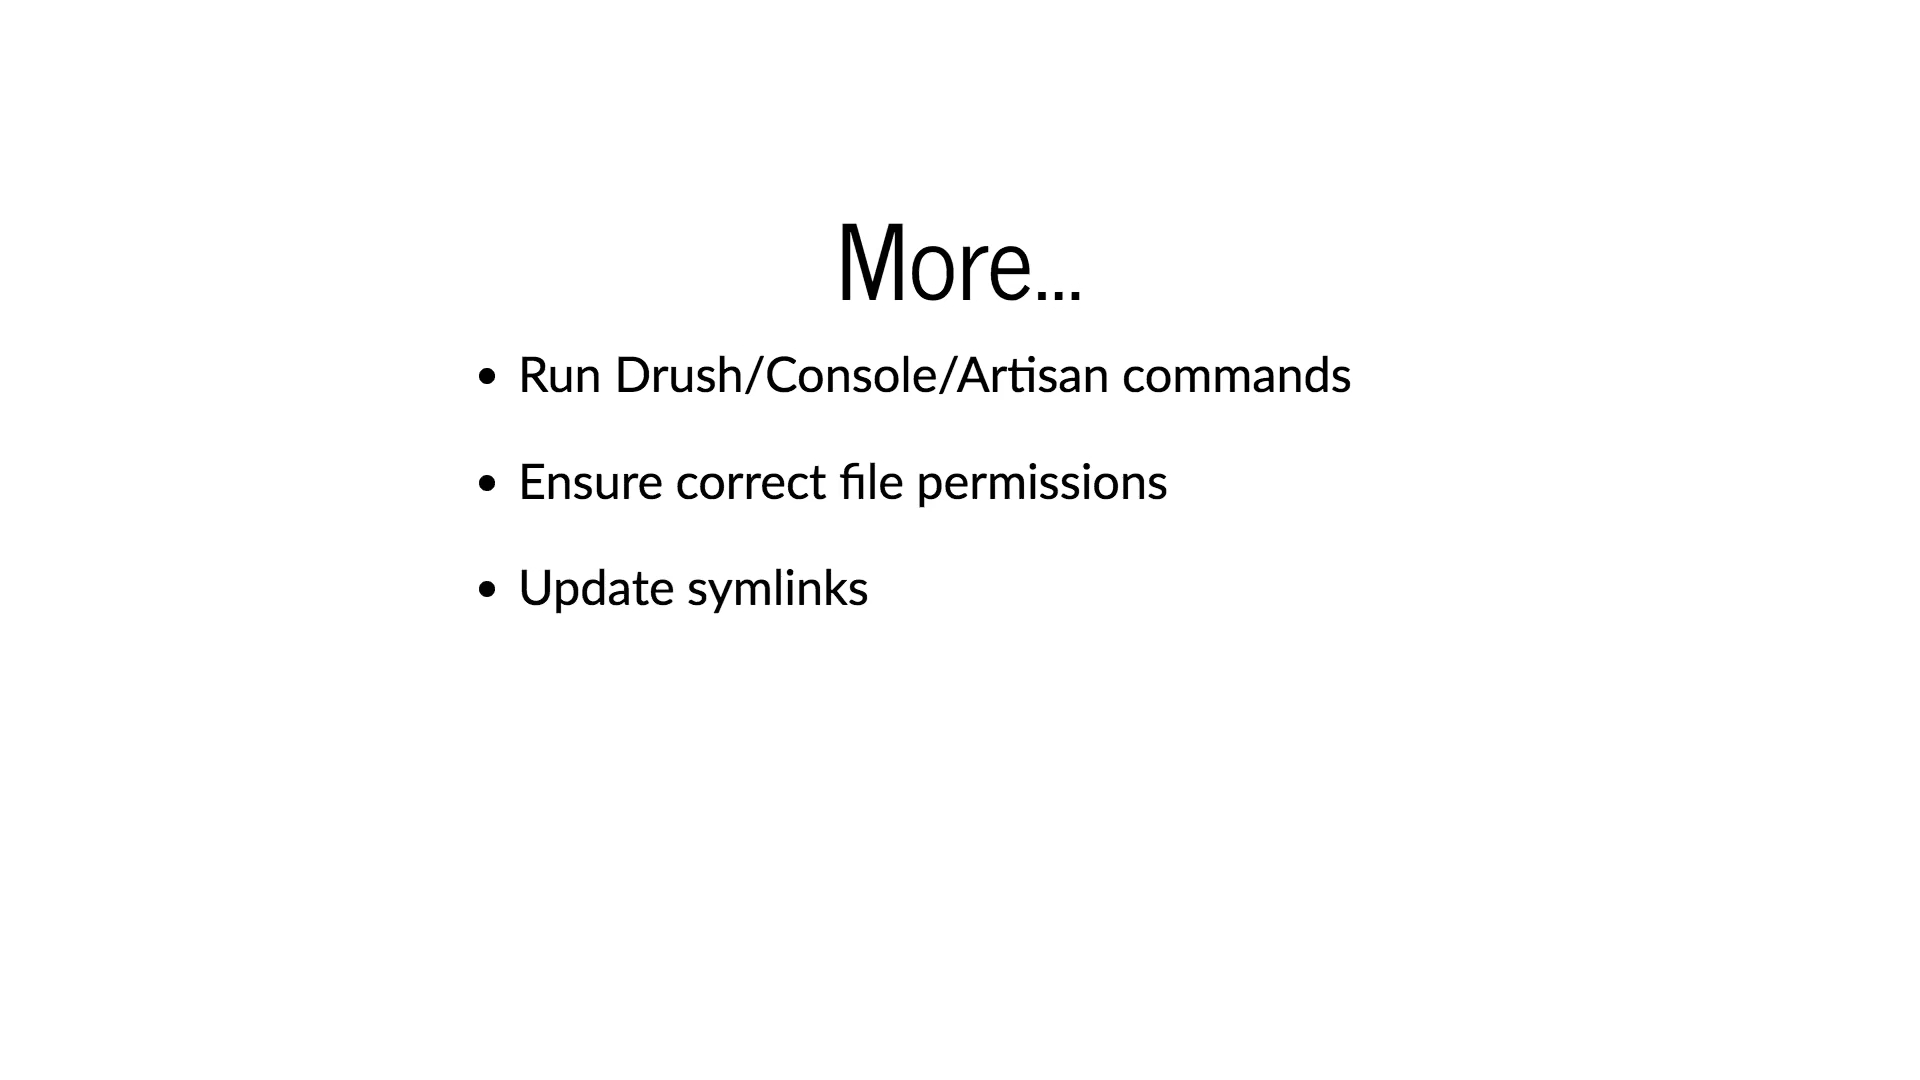 More...
• Run Drush/Console/Artisan commands
• Ensure correct file permissions
• Update symlinks